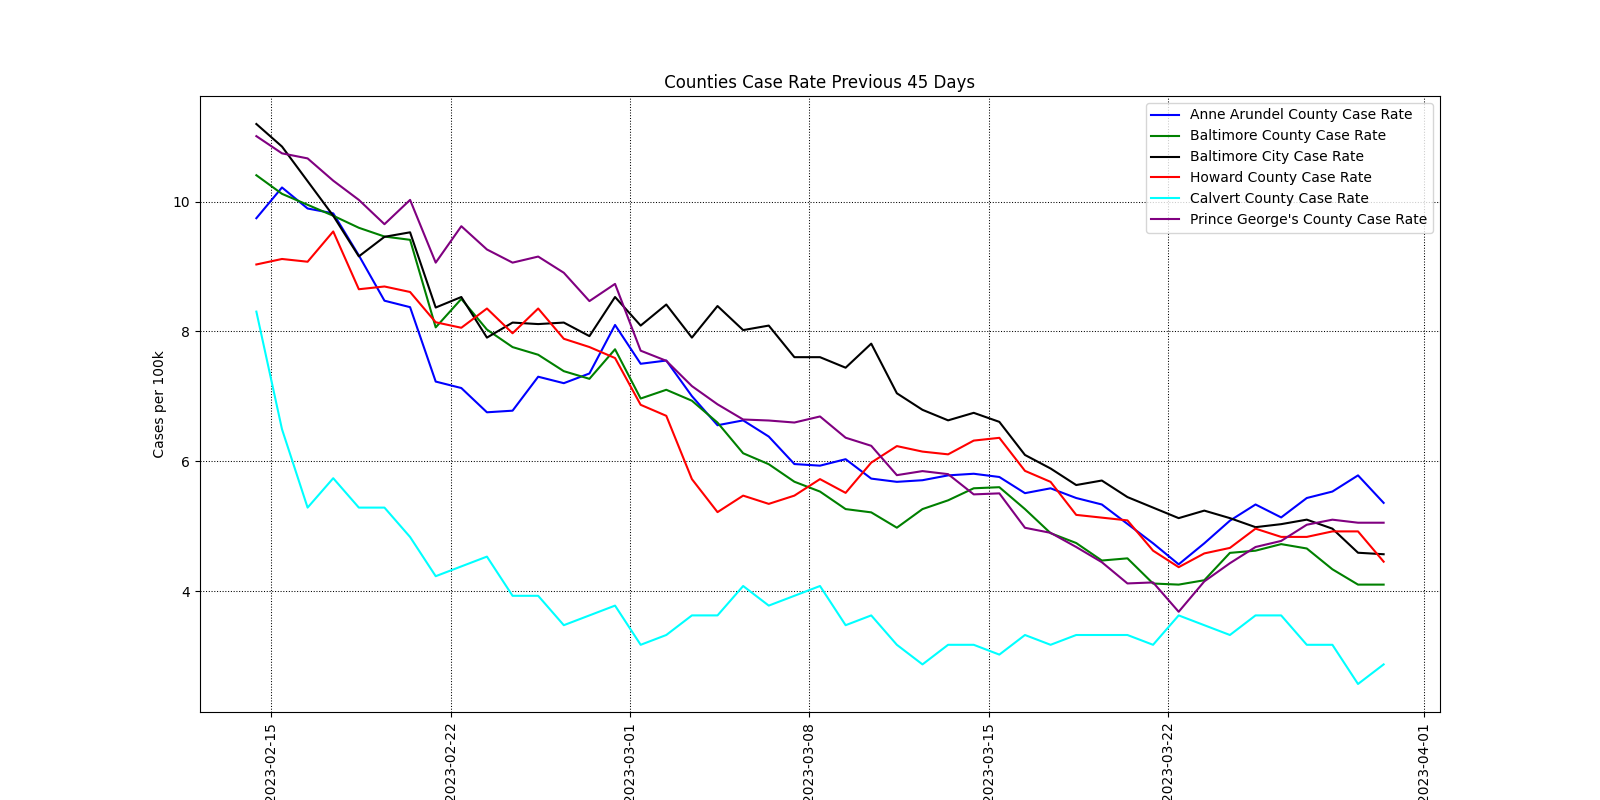 Counties Case Rate Previous 45 Days
Anne Arundel County Case Rate
Baltimore County Case Rate
Baltimore City Case Rate
Howard County Case Rate
Calvert County Case Rate
Prince George's County Case Rate
Cases per 100k
10
8
6
4
2023-02-15
2023-02-22
2023-03-01
2023-03-08
2023-03-15
2023-03-22
2023-04-01